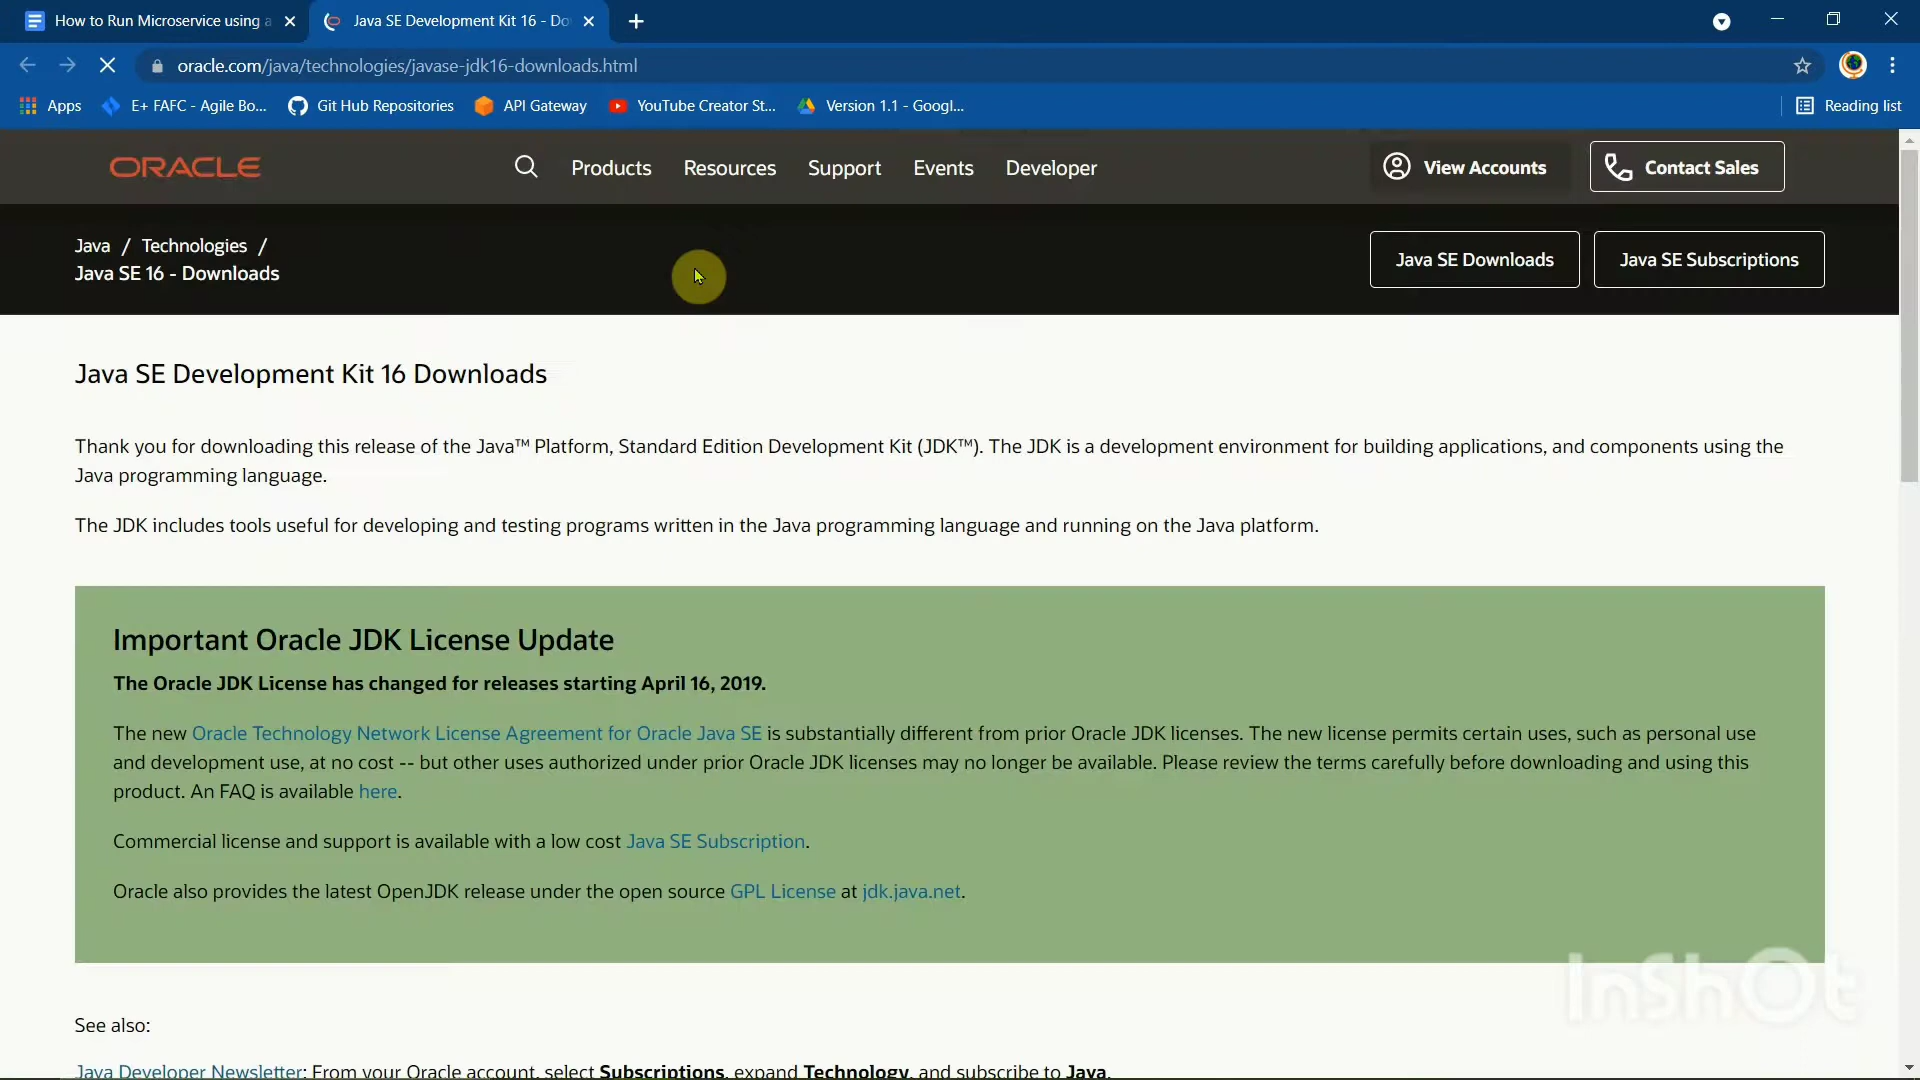 How to Run Microservice using a
Java SE Development Kit 16 - Do
oracle.com/java/technologies/javase-jdk16-downloads.html
Apps
E+ FAFC - Agile Bo...
Git Hub Repositories
API Gateway
YouTube Creator St...
Version 1.1 - Googl...
Reading list
ORACLE
Products
Resources
Support
Events
Developer
View Accounts
Contact Sales
Java / Technologies /
Java SE 16 - Downloads
Java SE Downloads
Java SE Subscriptions
Java SE Development Kit 16 Downloads
Thank you for downloading this release of the Java™ Platform, Standard Edition Development Kit (JDK™). The JDK is a development environment for building applications, and components using the
Java programming language.
The JDK includes tools useful for developing and testing programs written in the Java programming language and running on the Java platform.
Important Oracle JDK License Update
The Oracle JDK License has changed for releases starting April 16, 2019.
The new Oracle Technology Network License Agreement for Oracle Java SE is substantially different from prior Oracle JDK licenses. The new license permits certain uses, such as personal use
and development use, at no cost -- but other uses authorized under prior Oracle JDK licenses may no longer be available. Please review the terms carefully before downloading and using this
product. An FAQ is available here.
Commercial license and support is available with a low cost Java SE Subscription.
Oracle also provides the latest OpenJDK release under the open source GPL License at jdk.java.net.
InShOt
See also:
Java Developer Newsletter: From your Oracle account, select Subscriptions, expand Technology, and subscribe to Java.